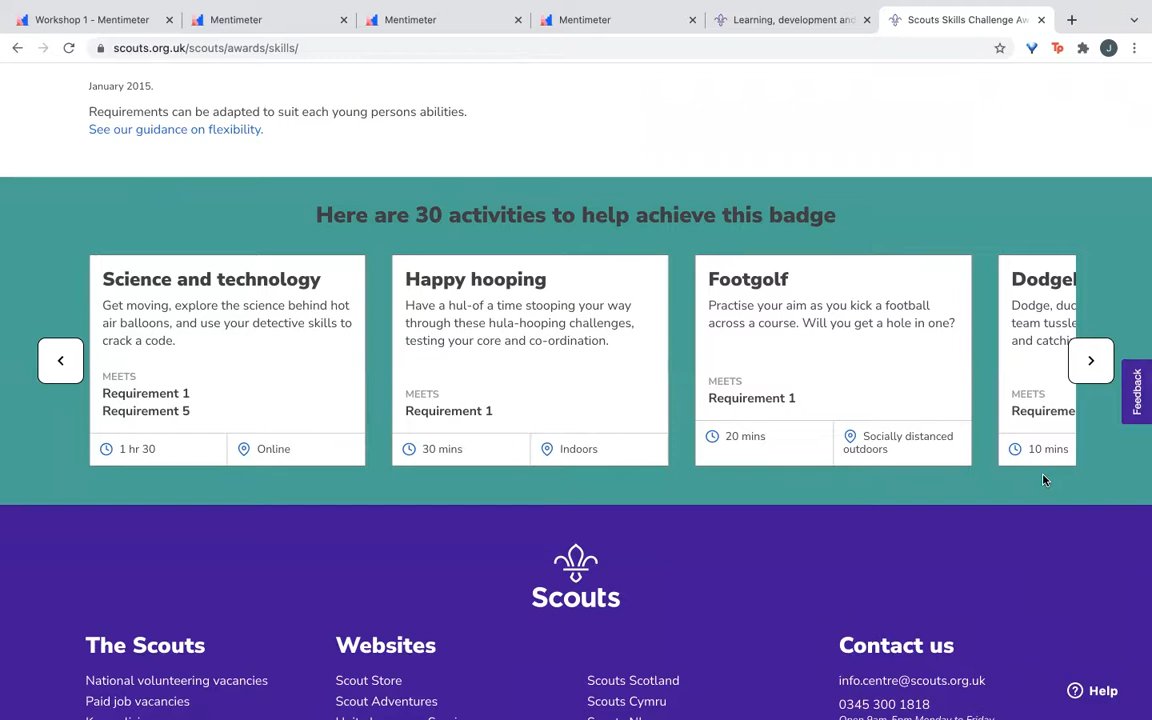 Workshop 1 - Mentimeter
Mentimeter
Mentimeter
Mentimeter
Learning, development and
Scouts Skills Challenge Aw
scouts.org.uk/scouts/awards/skills/
J
Tp
January 2015.
Requirements can be adapted to suit each young persons abilities.
See our guidance on flexibility.
Here are 30 activities to help achieve this badge
Science and technology
Get moving, explore the science behind hot
air balloons, and use your detective skills to
crack a code.
MEETS
Requirement 1
Requirement 5
1 hr 30
Online
Happy hooping
Have a hul-of a time stooping your way
through these hula-hooping challenges,
testing your core and co-ordination.
MEETS
Requirement 1
30 mins
Indoors
Footgolf
Practise your aim as you kick a football
across a course. Will you get a hole in one?
MEETS
Requirement 1
20 mins
Socially distanced
outdoors
Dodge
Dodge, duc
team tussle
and catchi
MEETS
Requireme
10 mins
Feedback
Scouts
The Scouts
National volunteering vacancies
Paid job vacancies
Websites
Scout Store
Scout Adventures
Scouts Scotland
Scouts Cymru
Contact us
info.centre@scouts.org.uk
0345 300 1818
Open 9am-5pm Monday to Friday
Help